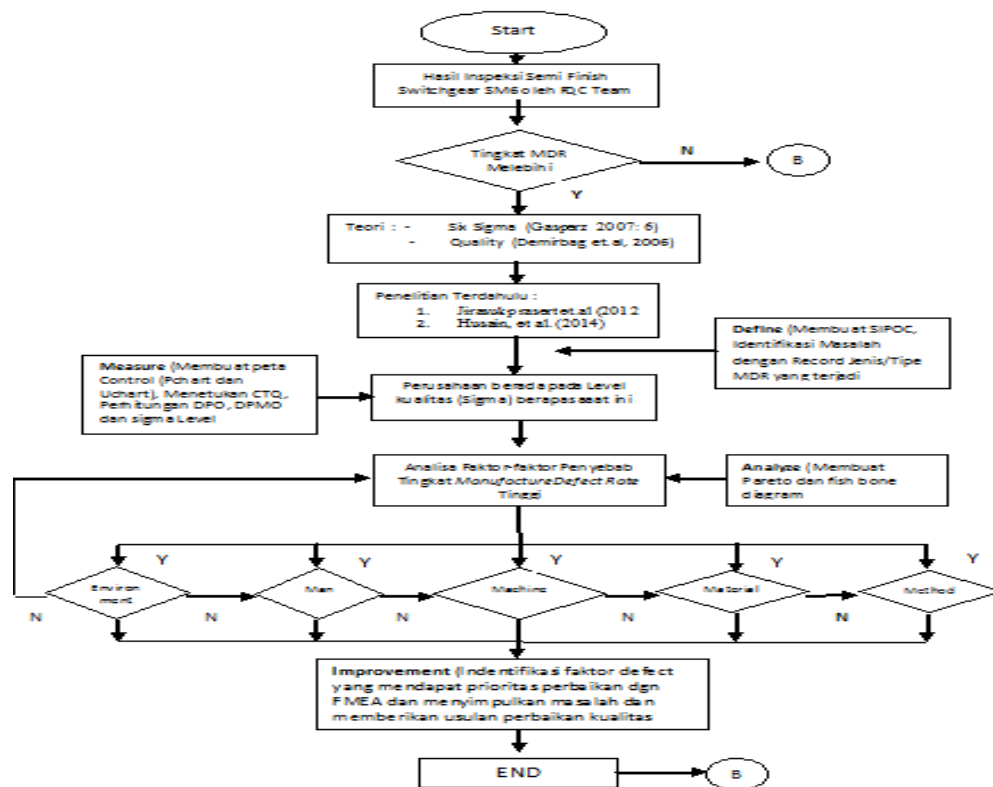 Start
Hasil Inspeksi Semi Finish
Switchgear SM6 oleh FQC Team
Tingkat MDR
Melebihi
N
B
Y
Teori : - Six Sigma (Gasperz 2007: 6)
- Quality (Demirbag et.al, 2006)
Penelitian Terdahulu :
1. Jirasukprasert et.al (2012
2. Husain, et al. (2014)
Define (Membuat SIPOC,
Identifikasi Masalah
dengan Record Jenis/Tipe
MDR yang terjadi
Measure (Membuat peta
Control (Pchart dan
Uchart), Menetukan CTQ,
Perhitungan DPO, DPMO
dan sigma Level
Perusahaan berada pada Level
kualitas (Sigma) berapa saaat ini
Analisa Faktor-faktor Penyebab
Tingkat Manufacture Defect Rate
Tinggi
Analyze (Membuat
Pareto dan fish bone
diagram
Y Y Y Y Y
Environ
ment
Man
Machine
Material
Method
N N N N N
Improvement (Indentifikasi faktor defect
yang mendapat prioritas perbaikan dgn
FMEA dan menyimpulkan masalah dan
memberikan usulan perbaikan kualitas
END
B